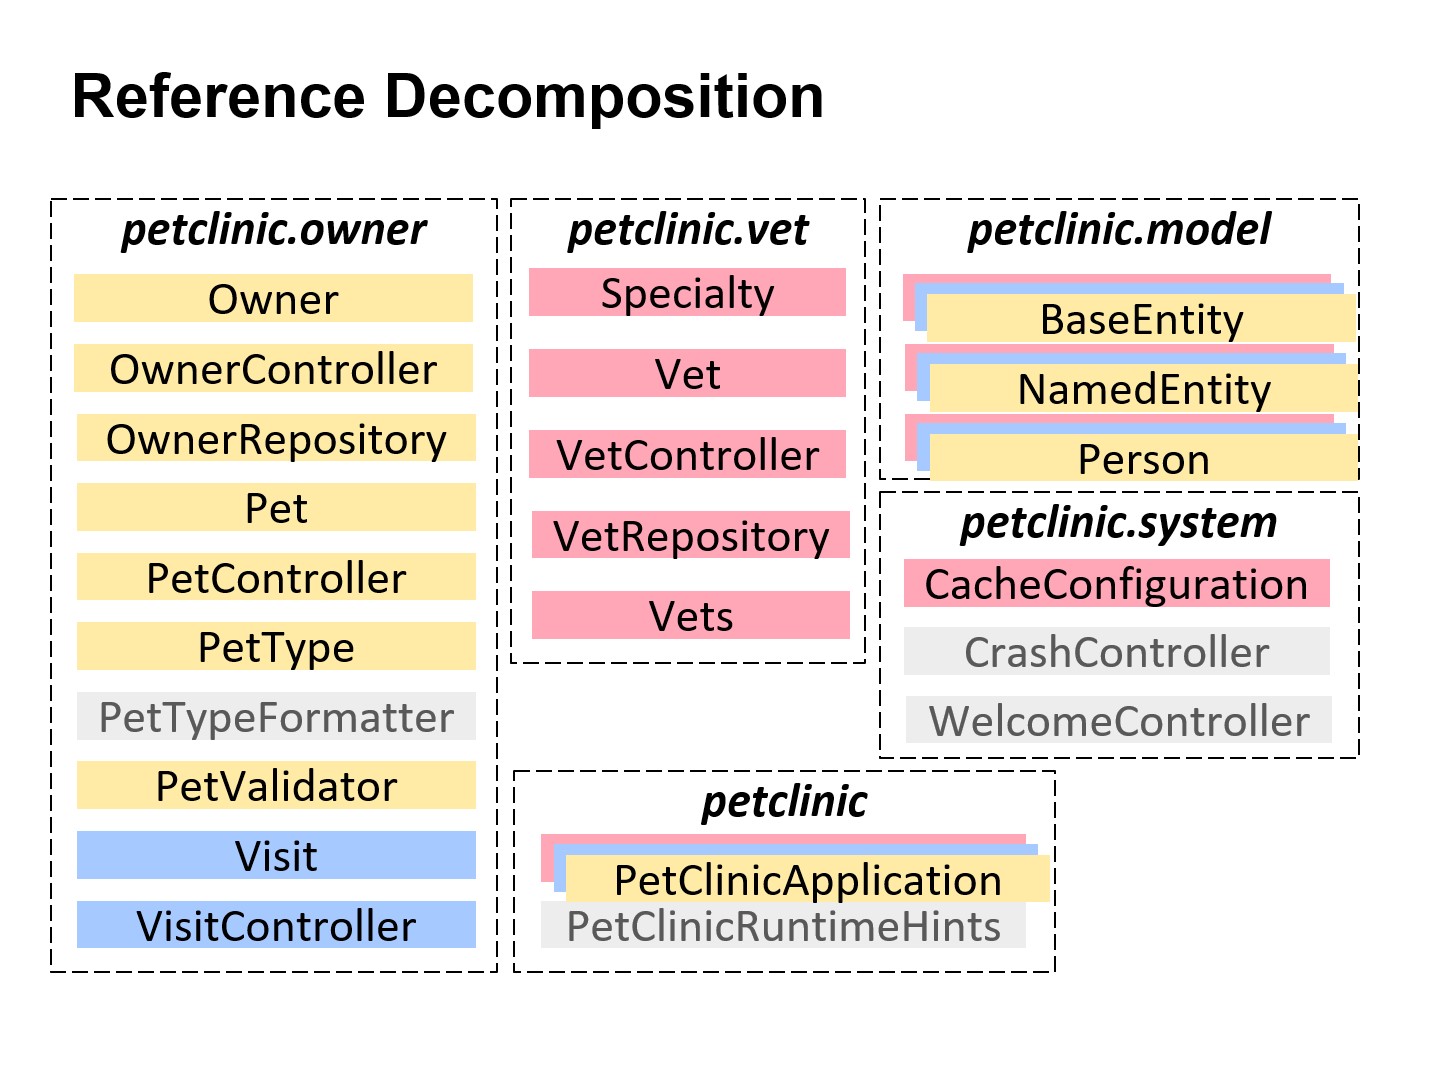 Reference Decomposition
petclinic.owner
Owner
OwnerController
OwnerRepository
Pet
PetController
PetType
PetTypeFormatter
PetValidator
Visit
VisitController
petclinic.vet
Specialty
Vet
VetController
VetRepository
Vets
petclinic.model
BaseEntity
NamedEntity
Person
petclinic.system
CacheConfiguration
CrashController
WelcomeController
petclinic
PetClinicApplication
PetClinicRuntimeHints